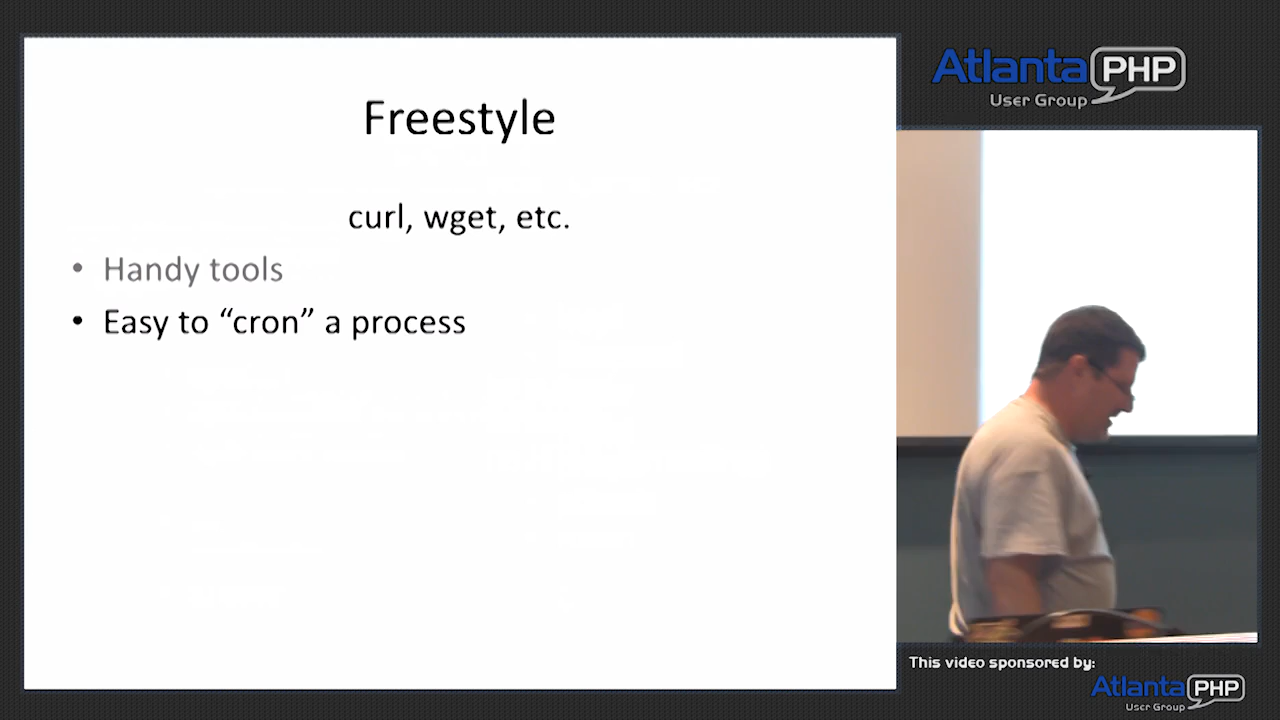 Freestyle
curl, wget, etc.
• Handy tools
• Easy to “cron” a process
Atlanta PHP
User Group
This video sponsored by:
Atlanta PHP
User Group